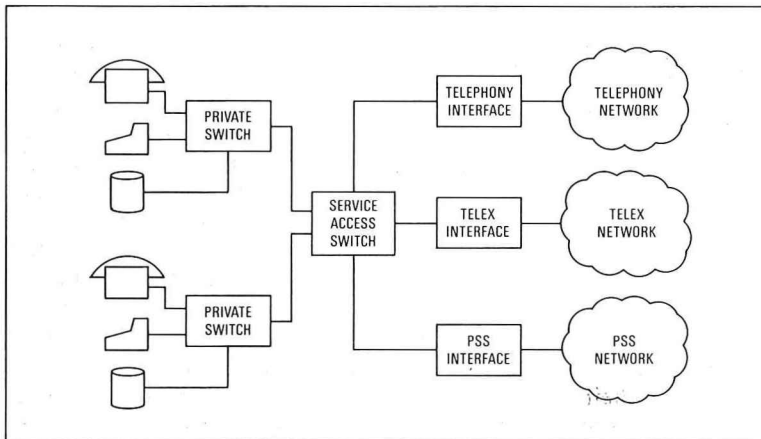 PRIVATE
SWITCH
PRIVATE
SWITCH
SERVICE
ACCESS
SWITCH
TELEPHONY
INTERFACE
TELEPHONY
NETWORK
TELEX
INTERFACE
TELEX
NETWORK
PSS
INTERFACE
PSS
NETWORK